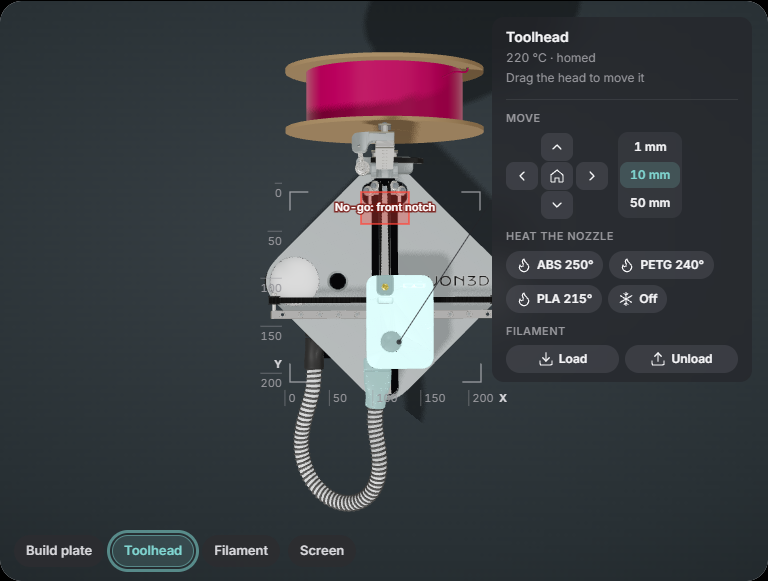 Toolhead
220 °C · homed
Drag the head to move it
MOVE
1 mm
10 mm
50 mm
HEAT THE NOZZLE
ABS 250°
PETG 240°
PLA 215°
Off
FILAMENT
Load
Unload
No-go: front notch
0
50
100
150
Y
200
0
50
100
150
200
X
JON3D
Build plate
Toolhead
Filament
Screen